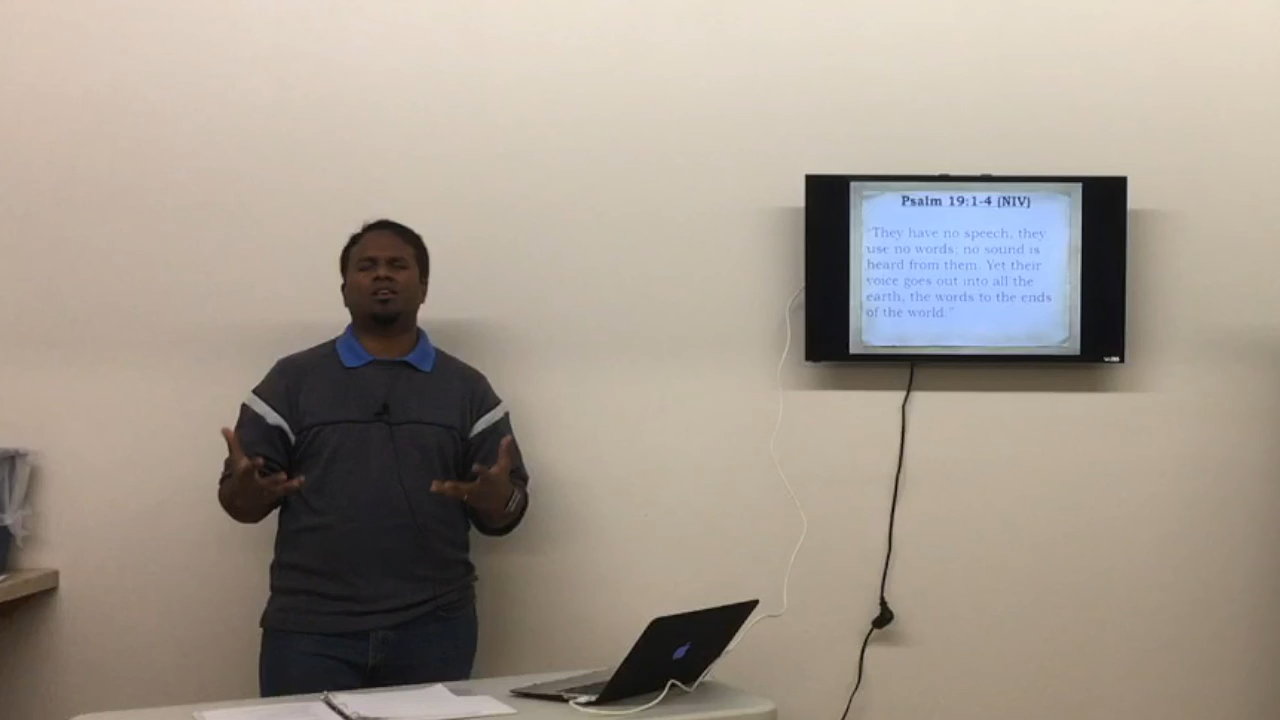 Psalm 19:1-4 (NIV)
"They have no speech, they
use no words; no sound is
heard from them. Yet their
voice goes out into all the
earth, the words to the ends
of the world."
VIZIO